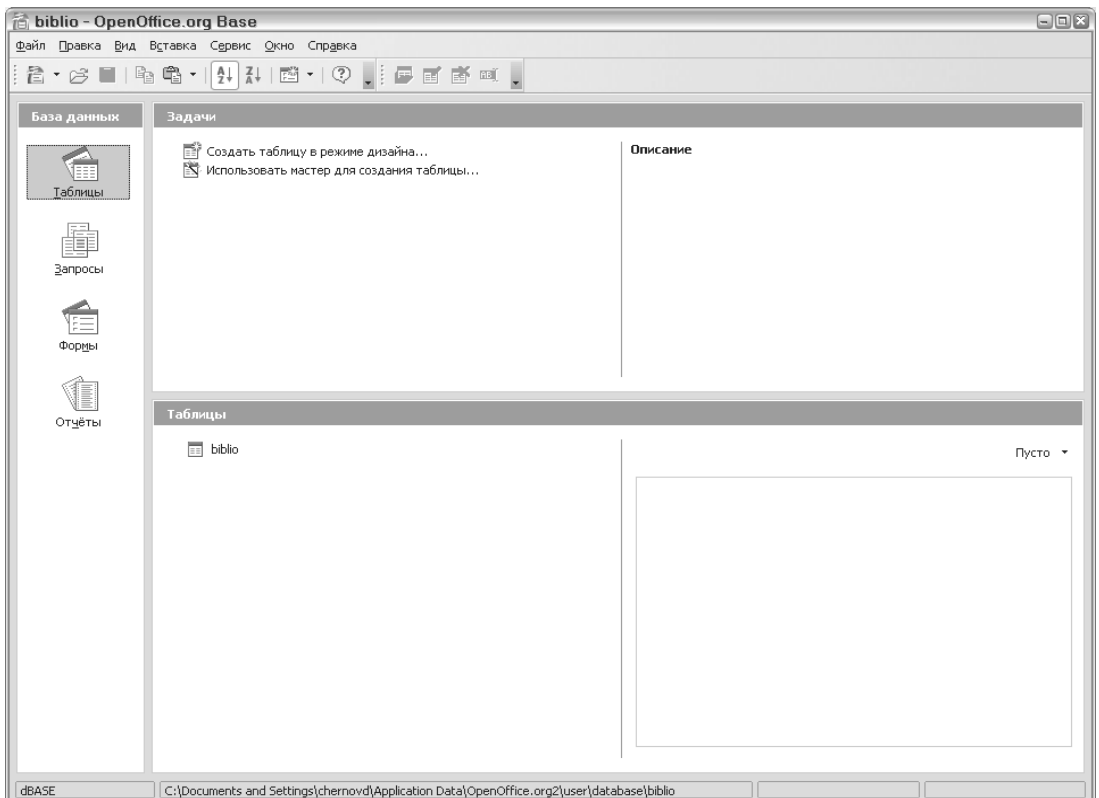 biblio - OpenOffice.org Base
Файл Правка Вид Вставка Сервис Окно Справка
База данных
Задачи
Таблицы
Запросы
Формы
Отчёты
Создать таблицу в режиме дизайна...
Использовать мастер для создания таблицы...
Описание
Таблицы
biblio
Пусто
dBASE
C:\Documents and Settings\chernovd\Application Data\OpenOffice.org2\user\database\biblio